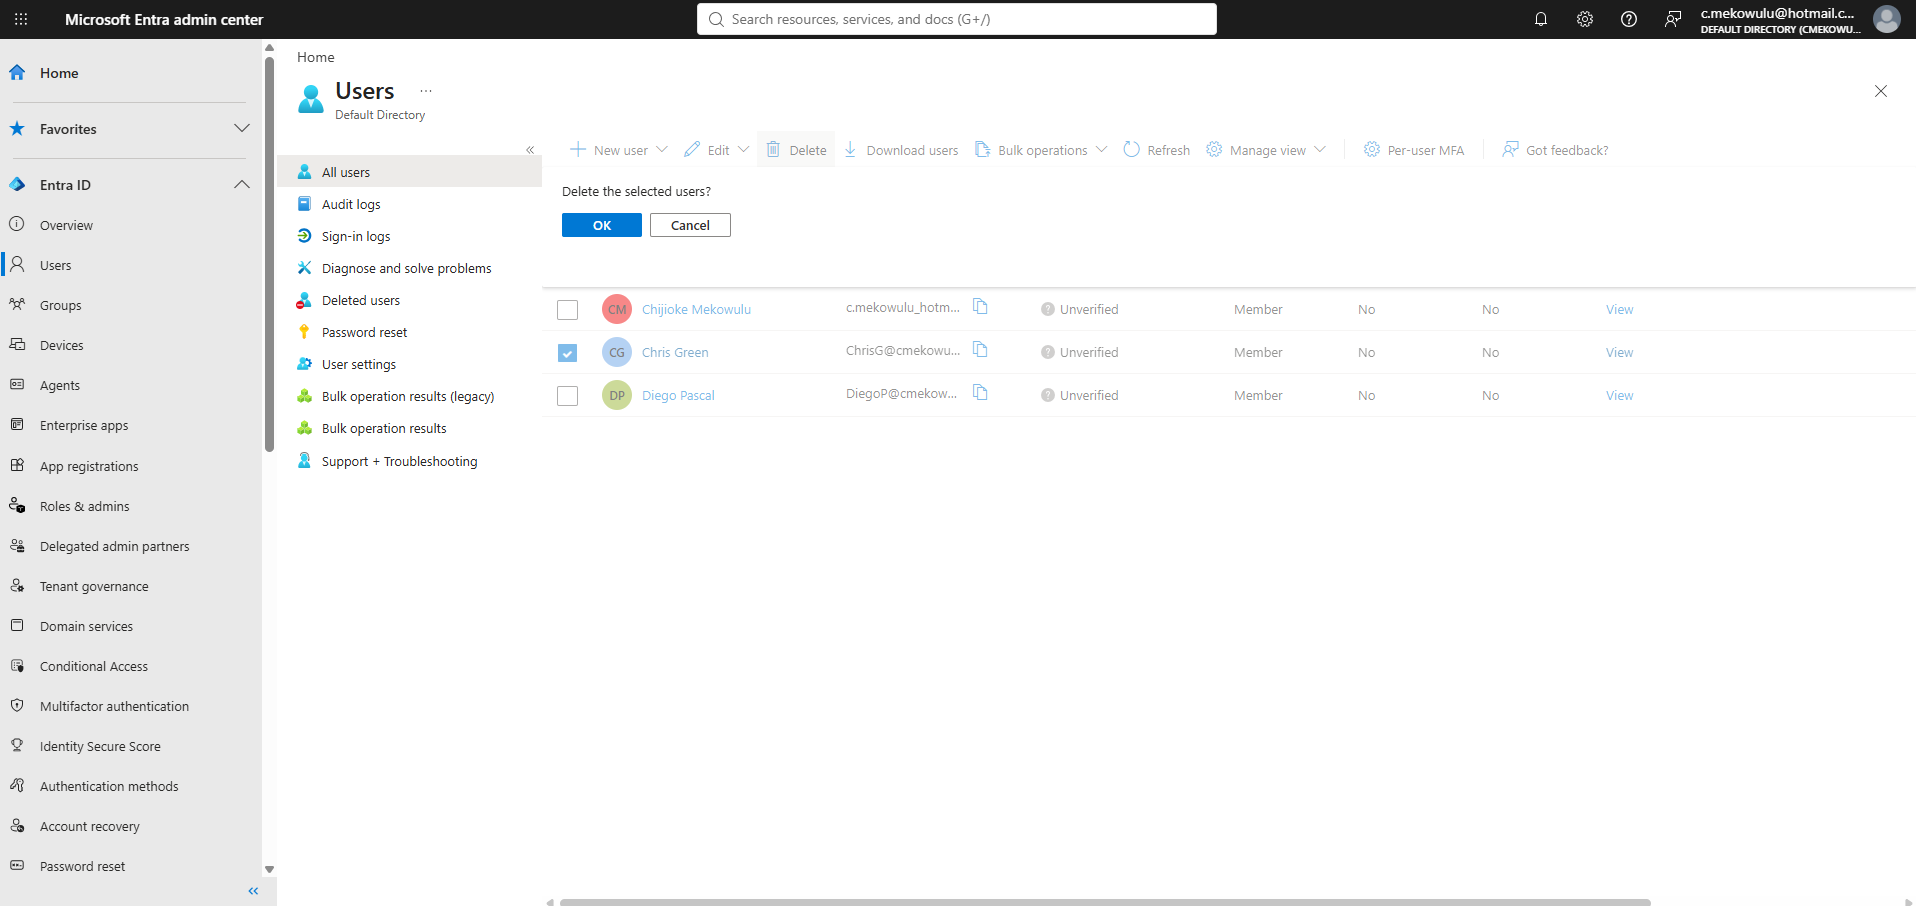 Microsoft Entra admin center
Search resources, services, and docs (G+/)
c.mekowulu@hotmail.c...
DEFAULT DIRECTORY (CMEKOWU...
Home
Favorites
Entra ID
Overview
Users
Groups
Devices
Agents
Enterprise apps
App registrations
Roles & admins
Delegated admin partners
Tenant governance
Domain services
Conditional Access
Multifactor authentication
Identity Secure Score
Authentication methods
Account recovery
Password reset
Home
Users
Default Directory
All users
Audit logs
Sign-in logs
Diagnose and solve problems
Deleted users
Password reset
User settings
Bulk operation results (legacy)
Bulk operation results
Support + Troubleshooting
New user Edit Delete Download users Bulk operations Refresh Manage view Per-user MFA Got feedback?
Delete the selected users?
OK Cancel
CM Chijioke Mekowulu c.mekowulu_hotm... Unverified Member No No View
CG Chris Green ChrisG@cmekowu... Unverified Member No No View
DP Diego Pascal DiegoP@cmekow... Unverified Member No No View